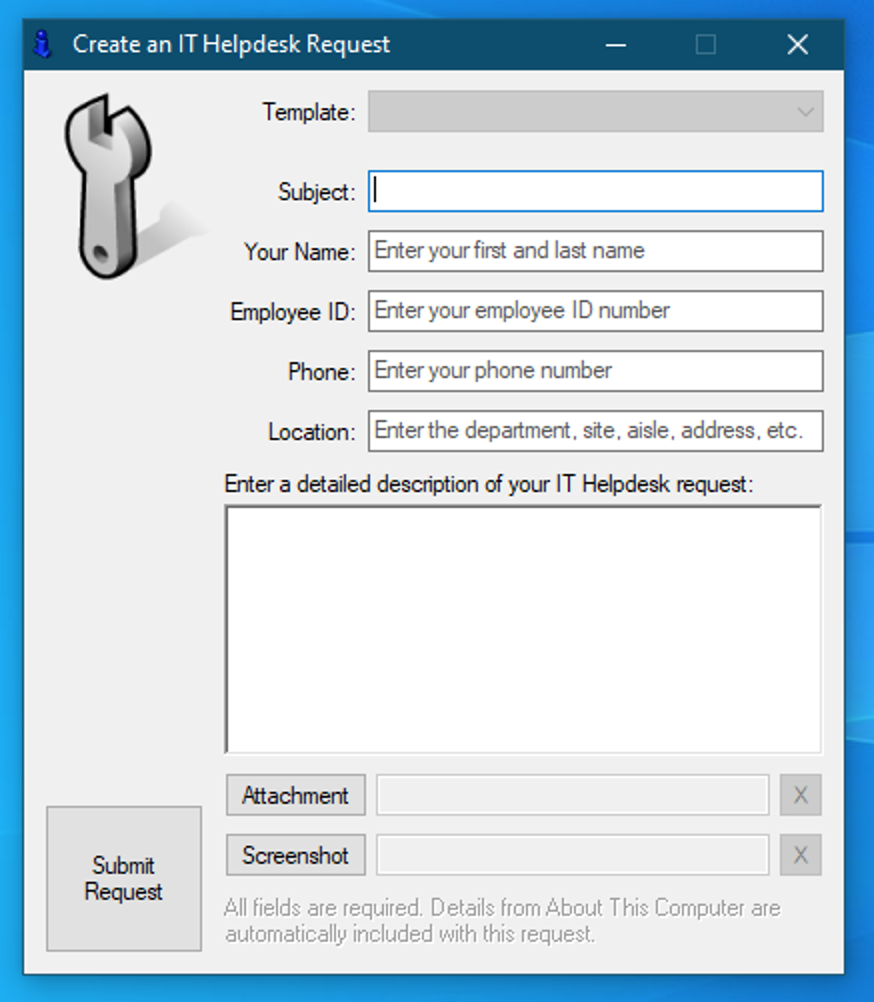 Create an IT Helpdesk Request
Template:
Subject:
Your Name: Enter your first and last name
Employee ID: Enter your employee ID number
Phone: Enter your phone number
Location: Enter the department, site, aisle, address, etc.
Enter a detailed description of your IT Helpdesk request:
Attachment X
Screenshot X
Submit
Request
All fields are required. Details from About This Computer are
automatically included with this request.